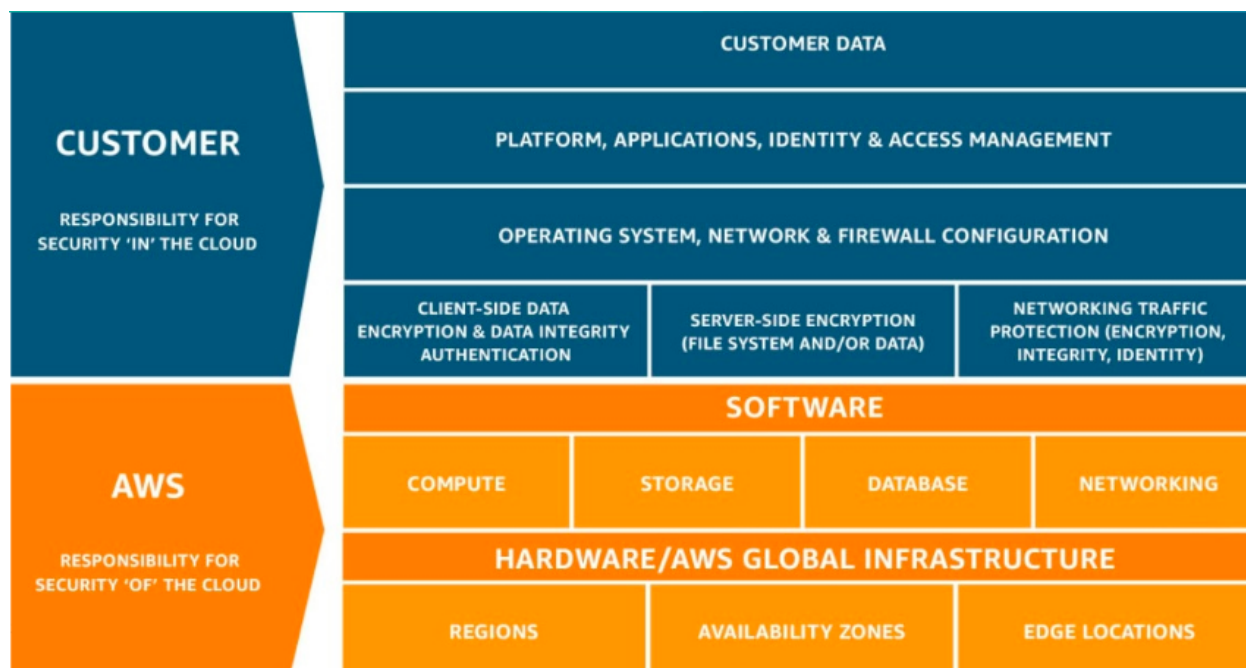 CUSTOMER
RESPONSIBILITY FOR
SECURITY ‘IN’ THE CLOUD
CUSTOMER DATA
PLATFORM, APPLICATIONS, IDENTITY & ACCESS MANAGEMENT
OPERATING SYSTEM, NETWORK & FIREWALL CONFIGURATION
CLIENT-SIDE DATA
ENCRYPTION & DATA INTEGRITY
AUTHENTICATION
SERVER-SIDE ENCRYPTION
(FILE SYSTEM AND/OR DATA)
NETWORKING TRAFFIC
PROTECTION (ENCRYPTION,
INTEGRITY, IDENTITY)
AWS
RESPONSIBILITY FOR
SECURITY ‘OF’ THE CLOUD
SOFTWARE
COMPUTE
STORAGE
DATABASE
NETWORKING
HARDWARE/AWS GLOBAL INFRASTRUCTURE
REGIONS
AVAILABILITY ZONES
EDGE LOCATIONS